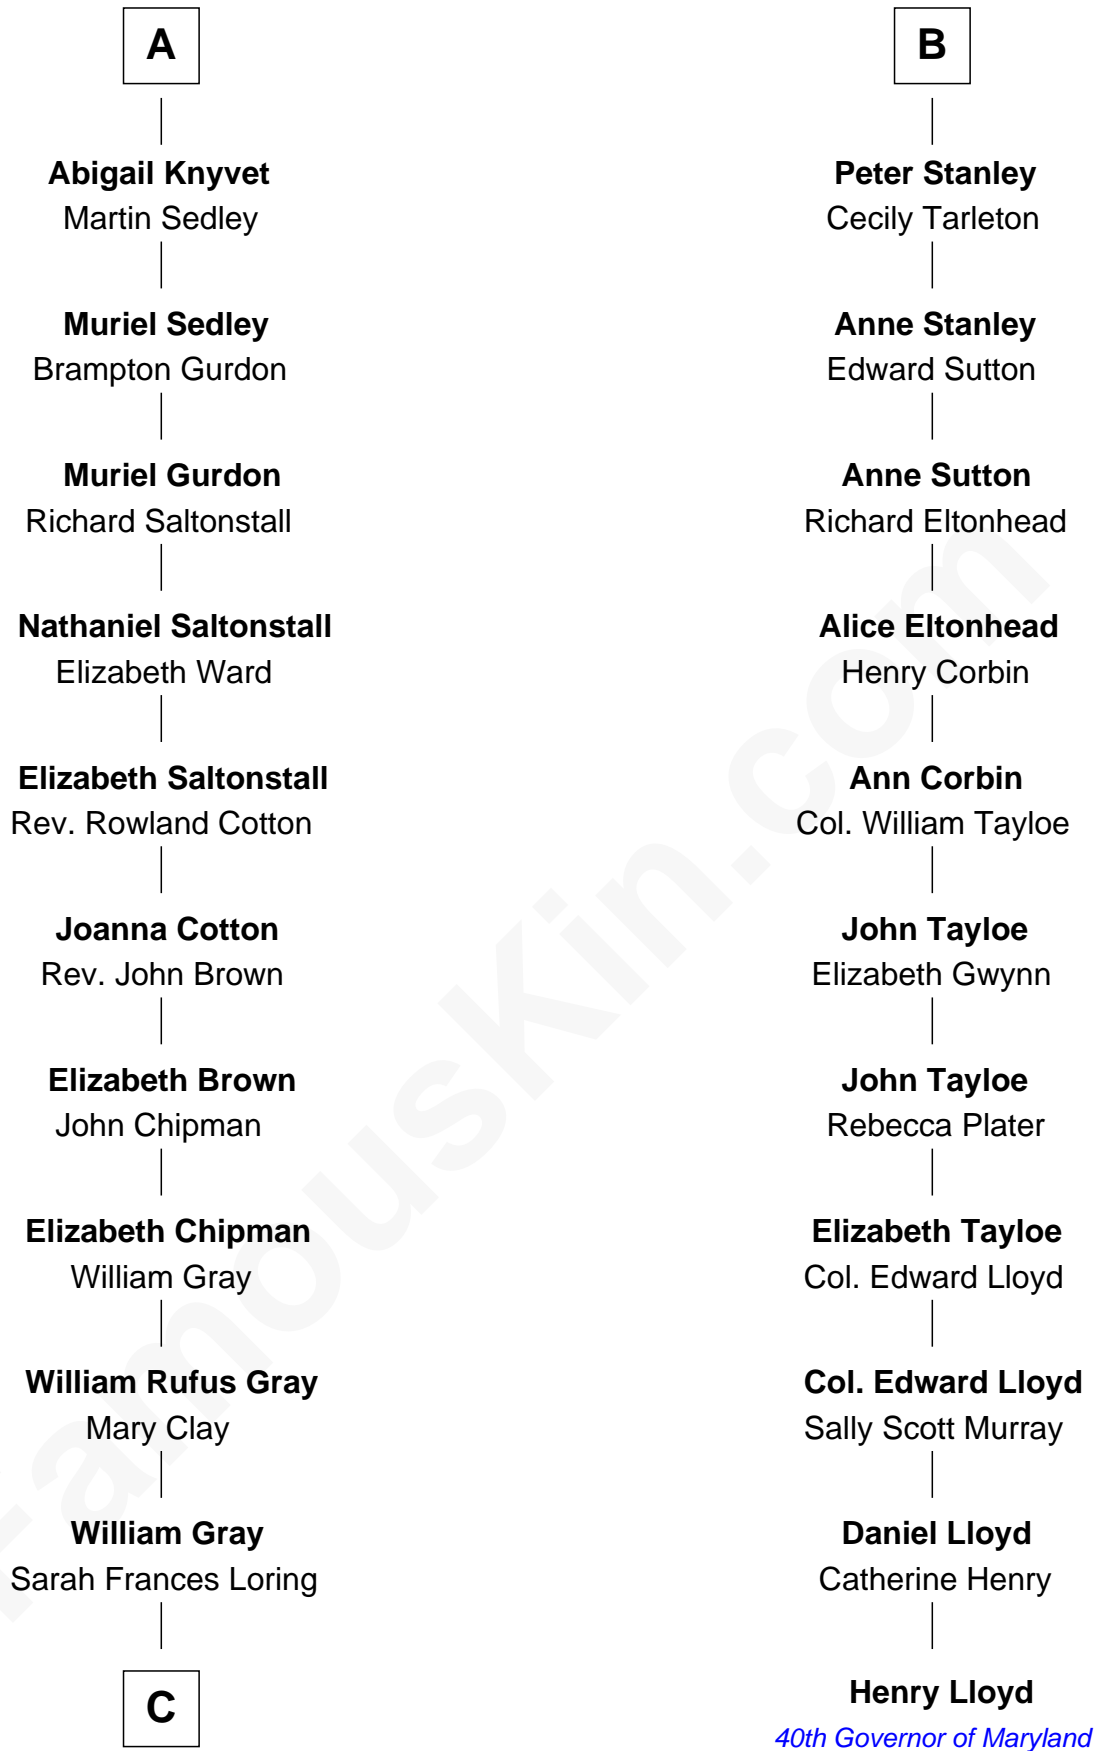 A
Abigail Knyvet
Martin Sedley
Muriel Sedley
Brampton Gurdon
Muriel Gurdon
Richard Saltonstall
Nathaniel Saltonstall
Elizabeth Ward
Elizabeth Saltonstall
Rev. Rowland Cotton
Joanna Cotton
Rev. John Brown
Elizabeth Brown
John Chipman
Elizabeth Chipman
William Gray
William Rufus Gray
Mary Clay
William Gray
Sarah Frances Loring
C
B
Peter Stanley
Cecily Tarleton
Anne Stanley
Edward Sutton
Anne Sutton
Richard Eltonhead
Alice Eltonhead
Henry Corbin
Ann Corbin
Col. William Tayloe
John Tayloe
Elizabeth Gwynn
John Tayloe
Rebecca Plater
Elizabeth Tayloe
Col. Edward Lloyd
Col. Edward Lloyd
Sally Scott Murray
Daniel Lloyd
Catherine Henry
Henry Lloyd
40th Governor of Maryland
FamousKin.com